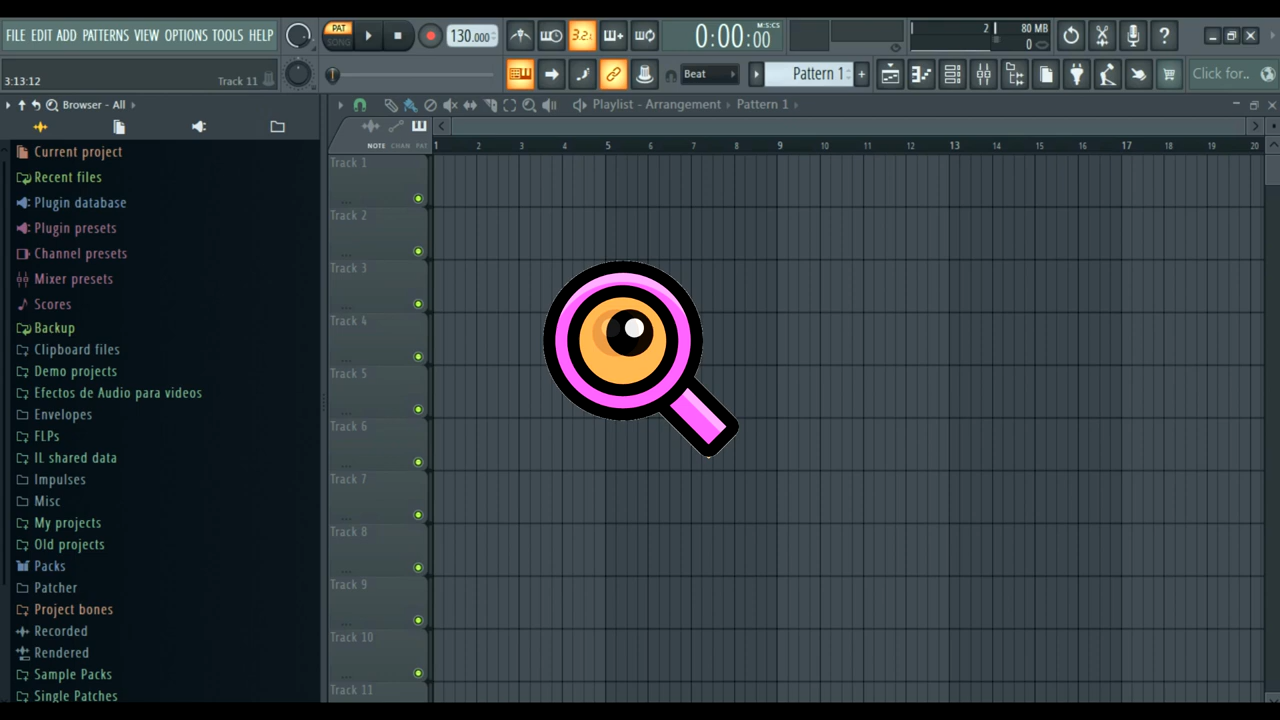 FILE EDIT ADD PATTERNS VIEW OPTIONS TOOLS HELP
PAT
SONG
130.000
3.2.
0:00:00
M:S:CS
2
80 MB
0
3:13:12
Track 11
Beat
Pattern 1
Click for..
Browser - All
Playlist - Arrangement
Pattern 1
NOTE CHAN PAT
1 2 3 4 5 6 7 8 9 10 11 12 13 14 15 16 17 18 19 20
Current project
Recent files
Plugin database
Plugin presets
Channel presets
Mixer presets
Scores
Backup
Clipboard files
Demo projects
Efectos de Audio para videos
Envelopes
FLPs
IL shared data
Impulses
Misc
My projects
Old projects
Packs
Patcher
Project bones
Recorded
Rendered
Sample Packs
Single Patches
Track 1
Track 2
Track 3
Track 4
Track 5
Track 6
Track 7
Track 8
Track 9
Track 10
Track 11